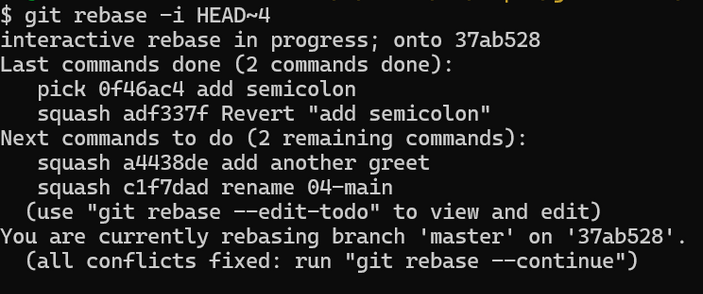 $ git rebase -i HEAD~4
interactive rebase in progress; onto 37ab528
Last commands done (2 commands done):
   pick 0f46ac4 add semicolon
   squash adf337f Revert "add semicolon"
Next commands to do (2 remaining commands):
   squash a4438de add another greet
   squash c1f7dad rename 04-main
  (use "git rebase --edit-todo" to view and edit)
You are currently rebasing branch 'master' on '37ab528'.
  (all conflicts fixed: run "git rebase --continue")